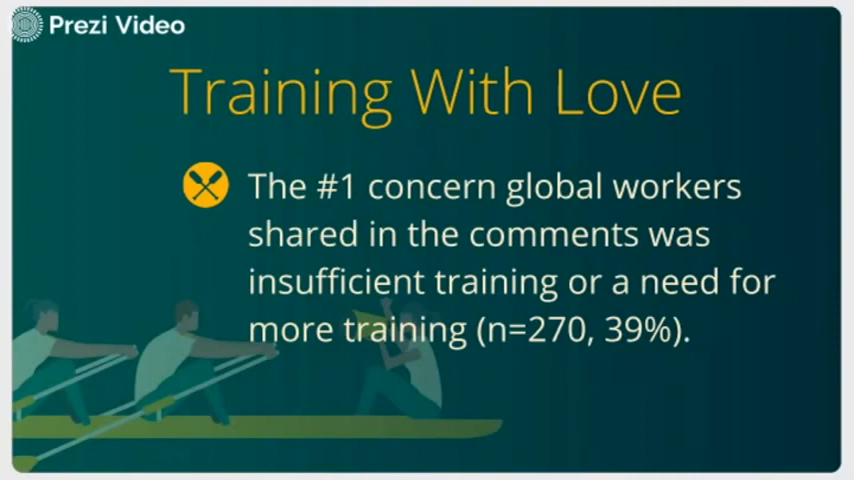 Prezi Video
Training With Love
The #1 concern global workers
shared in the comments was
insufficient training or a need for
more training (n=270, 39%).